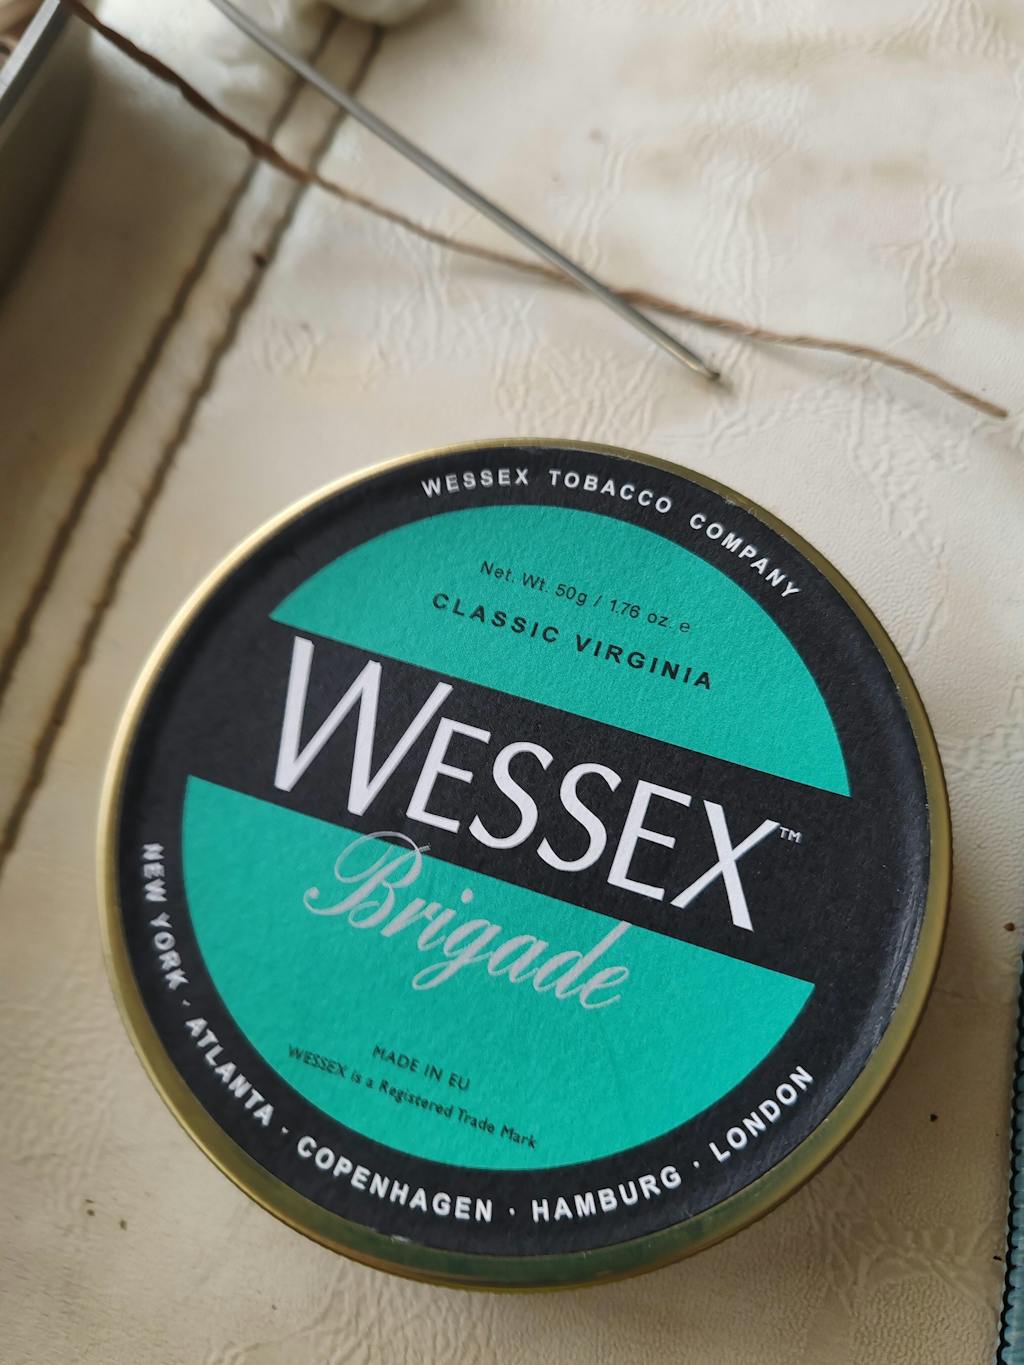 WESSEX TOBACCO COMPANY
Net. Wt. 50g / 1.76 oz. e
CLASSIC VIRGINIA
WESSEX™
Brigade
MADE IN EU
WESSEX is a Registered Trade Mark
NEW YORK · ATLANTA · COPENHAGEN · HAMBURG · LONDON